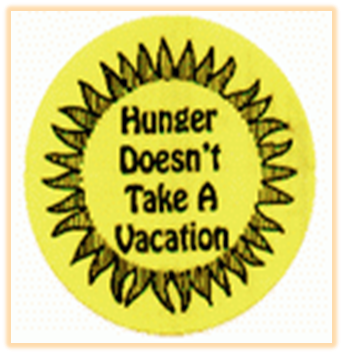 Hunger
Doesn't
Take A
Vacation